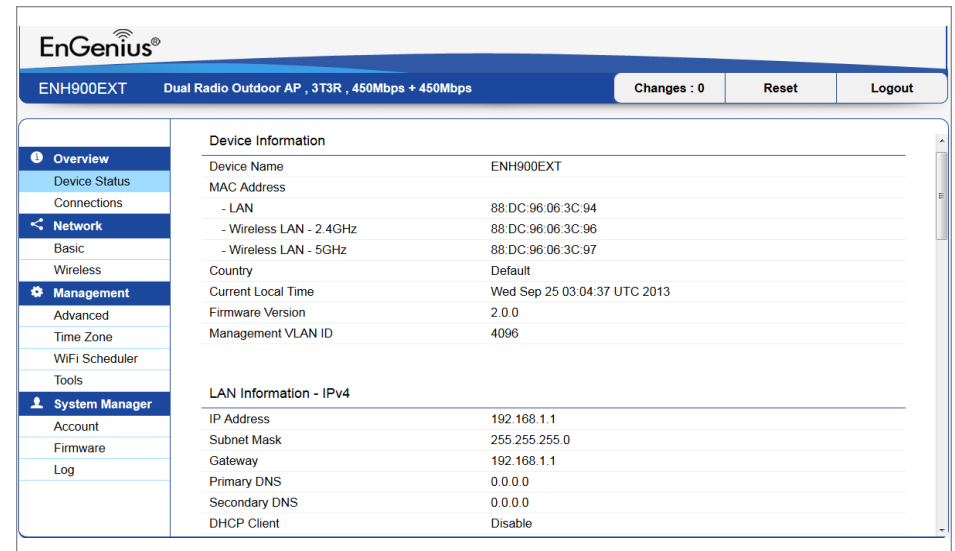 EnGenius®
ENH900EXT Dual Radio Outdoor AP , 3T3R , 450Mbps + 450Mbps Changes : 0 Reset Logout
Overview
Device Status
Connections
Network
Basic
Wireless
Management
Advanced
Time Zone
WiFi Scheduler
Tools
System Manager
Account
Firmware
Log
Device Information
Device Name ENH900EXT
MAC Address
- LAN 88:DC:96:06:3C:94
- Wireless LAN - 2.4GHz 88:DC:96:06:3C:96
- Wireless LAN - 5GHz 88:DC:96:06:3C:97
Country Default
Current Local Time Wed Sep 25 03:04:37 UTC 2013
Firmware Version 2.0.0
Management VLAN ID 4096
LAN Information - IPv4
IP Address 192.168.1.1
Subnet Mask 255.255.255.0
Gateway 192.168.1.1
Primary DNS 0.0.0.0
Secondary DNS 0.0.0.0
DHCP Client Disable